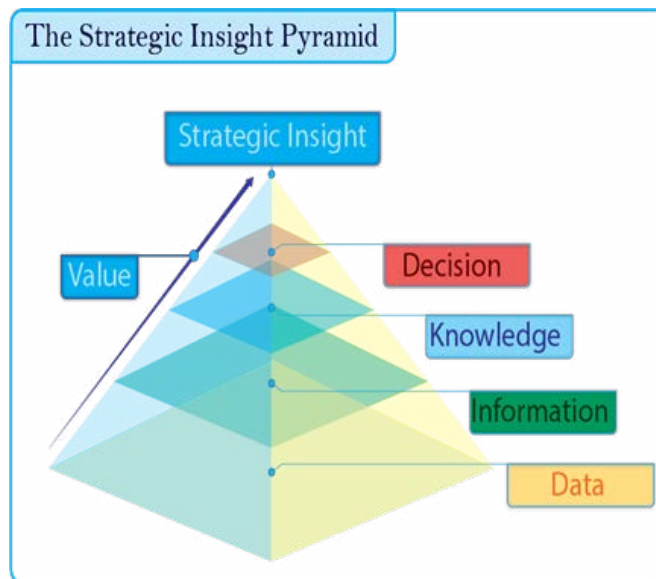 The Strategic Insight Pyramid
Strategic Insight
Value
Decision
Knowledge
Information
Data